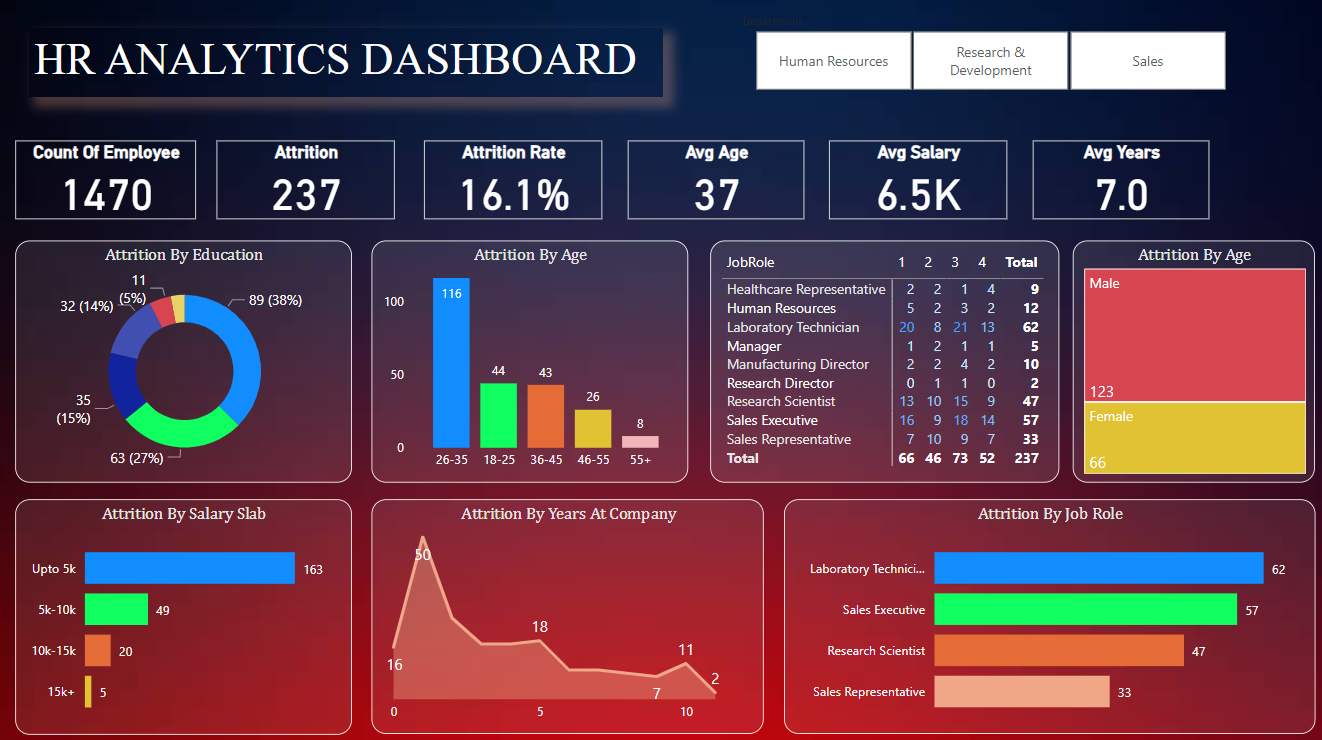 Department
HR ANALYTICS DASHBOARD
Human Resources
Research &
Development
Sales
Count Of Employee
1470
Attrition
237
Attrition Rate
16.1%
Avg Age
37
Avg Salary
6.5K
Avg Years
7.0
Attrition By Education
11
(5%)
32 (14%)
89 (38%)
35
(15%)
63 (27%)
Attrition By Age
100
50
0
116
44
43
26
8
26-35 18-25 36-45 46-55 55+
JobRole 1 2 3 4 Total
Healthcare Representative 2 2 1 4 9
Human Resources 5 2 3 2 12
Laboratory Technician 20 8 21 13 62
Manager 1 2 1 1 5
Manufacturing Director 2 2 4 2 10
Research Director 0 1 1 0 2
Research Scientist 13 10 15 9 47
Sales Executive 16 9 18 14 57
Sales Representative 7 10 9 7 33
Total 66 46 73 52 237
Attrition By Age
Male
123
Female
66
Attrition By Salary Slab
Upto 5k 163
5k-10k 49
10k-15k 20
15k+ 5
Attrition By Years At Company
50
16
18
11
7
2
0 5 10
Attrition By Job Role
Laboratory Technici... 62
Sales Executive 57
Research Scientist 47
Sales Representative 33